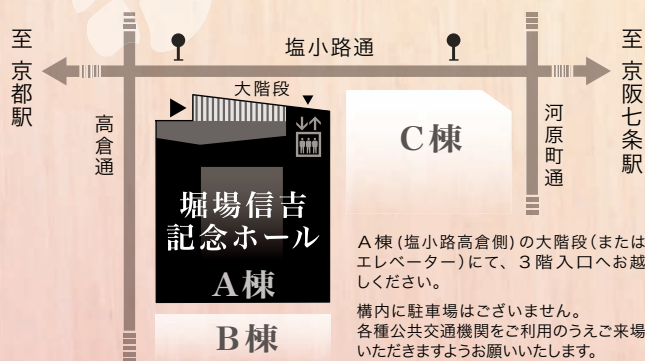 至 京都駅
塩小路通
至 京阪七条駅
高倉通
大階段
河原町通
C棟
堀場信吉
記念ホール
A棟
B棟
A棟(塩小路高倉側)の大階段(または
エレベーター)にて、3階入口へお越
しください。
構内に駐車場はございません。
各種公共交通機関をご利用のうえご来場
いただきますようお願いいたします。